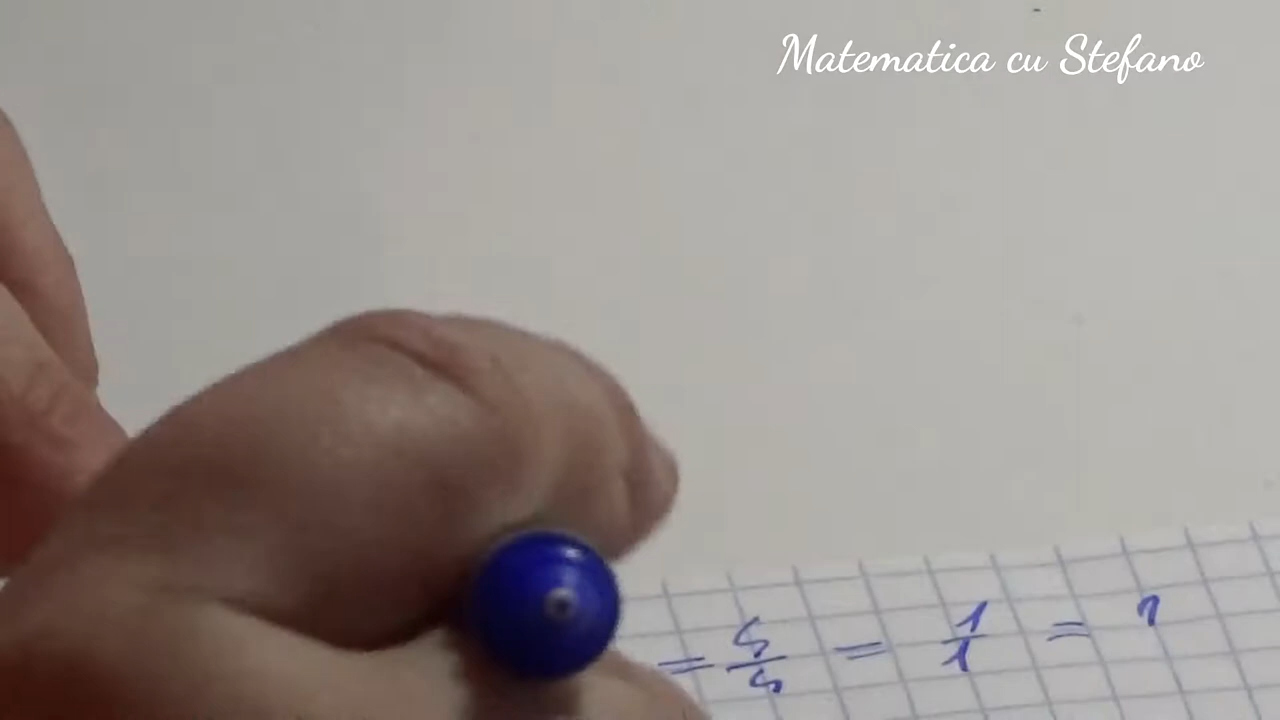 Matematica cu Stefano
= 5/5 = 1/1 = 1